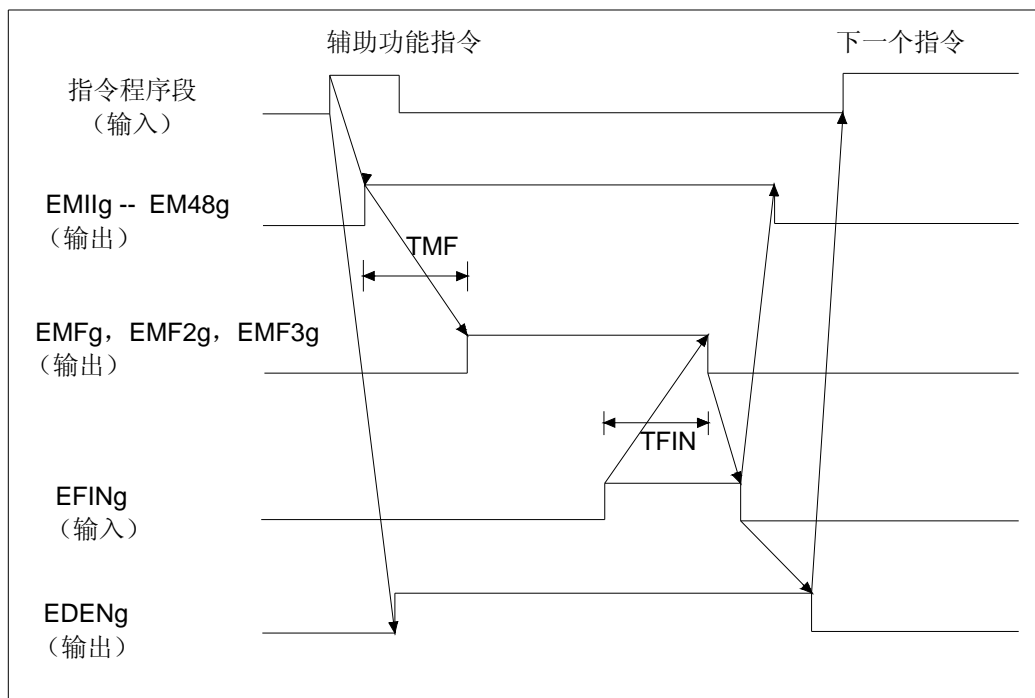 辅助功能指令
下一个指令
指令程序段
（输入）
EMIIg -- EM48g
（输出）
TMF
EMFg，EMF2g，EMF3g
（输出）
TFIN
EFINg
（输入）
EDENg
（输出）